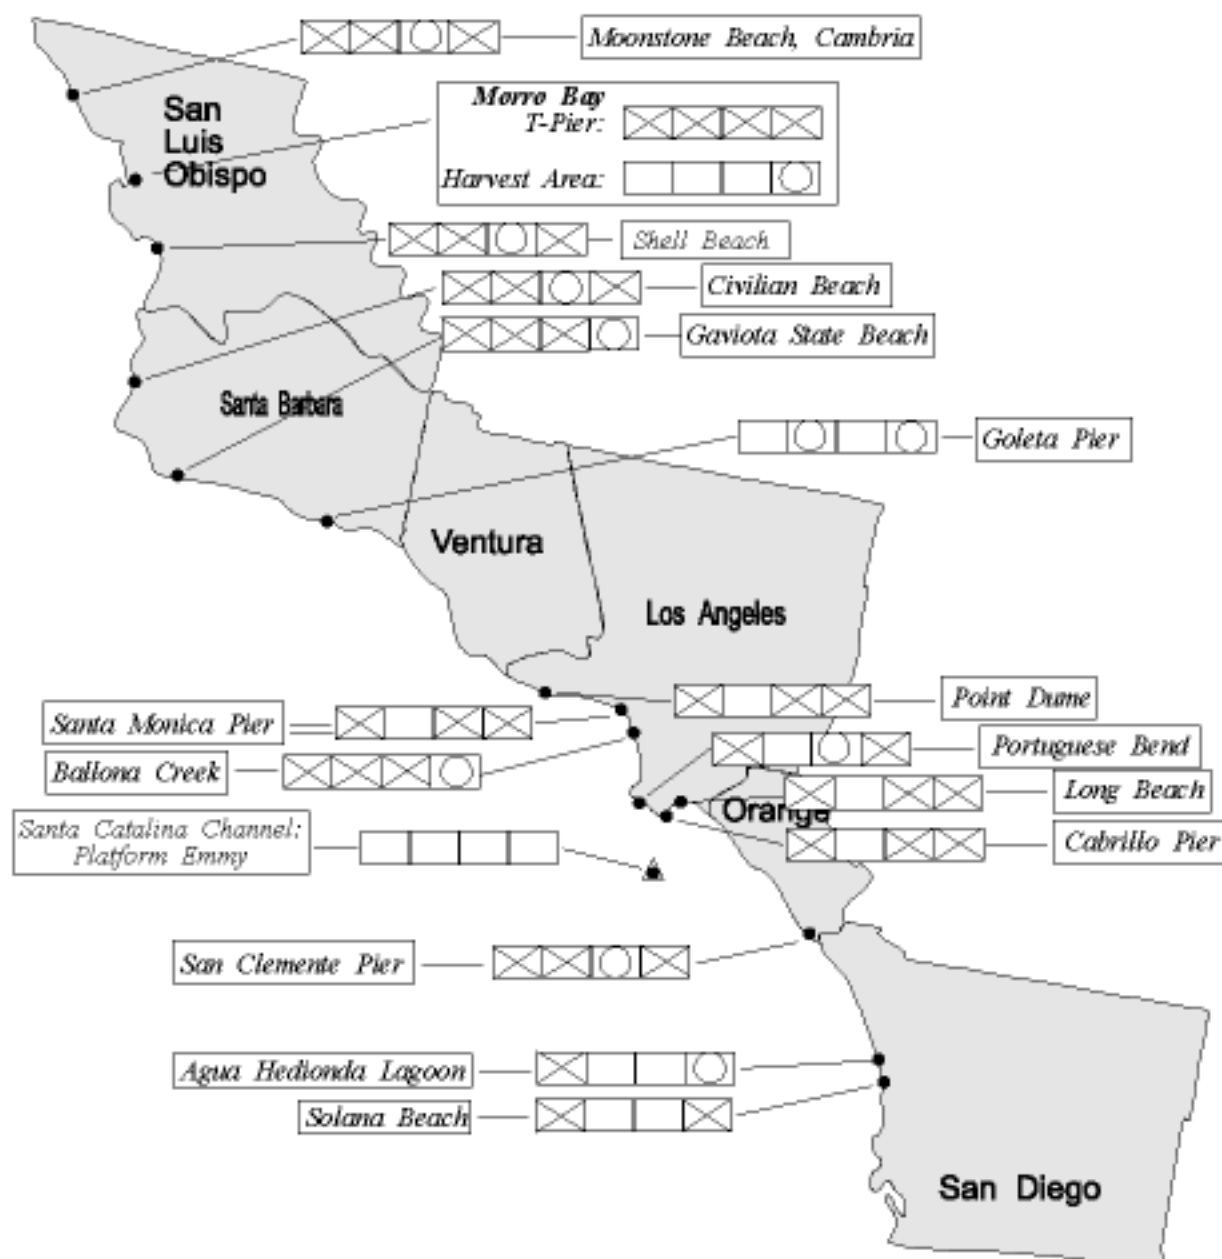 Moonstone Beach, Cambria
Morro Bay
T-Pier:
Harvest Area:
San
Luis
Obispo
Shell Beach
Civilian Beach
Gaviota State Beach
Santa Barbara
Goleta Pier
Ventura
Los Angeles
Point Dume
Santa Monica Pier
Portuguese Bend
Ballona Creek
Long Beach
Orange
Santa Catalina Channel:
Platform Emmy
Cabrillo Pier
San Clemente Pier
Agua Hedionda Lagoon
Solana Beach
San Diego